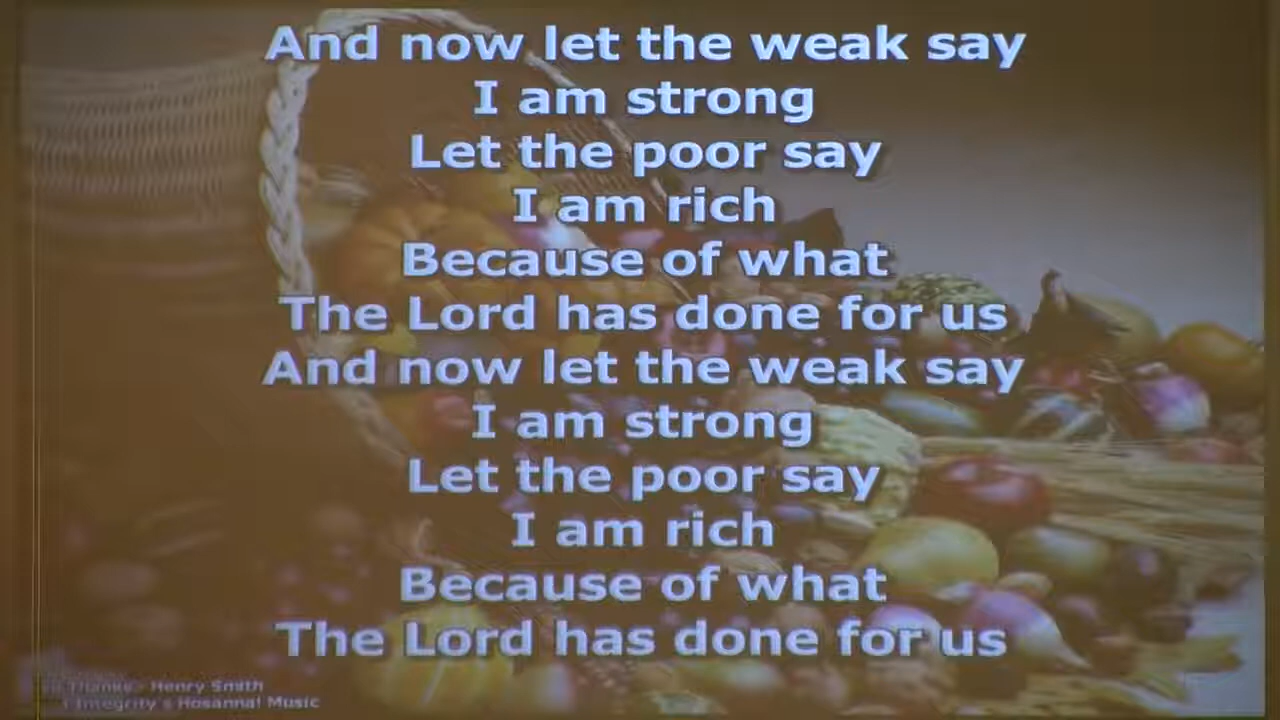 And now let the weak say
I am strong
Let the poor say
I am rich
Because of what
The Lord has done for us
And now let the weak say
I am strong
Let the poor say
I am rich
Because of what
The Lord has done for us
Thanks - Henry Smith
Integrity's Hosanna! Music